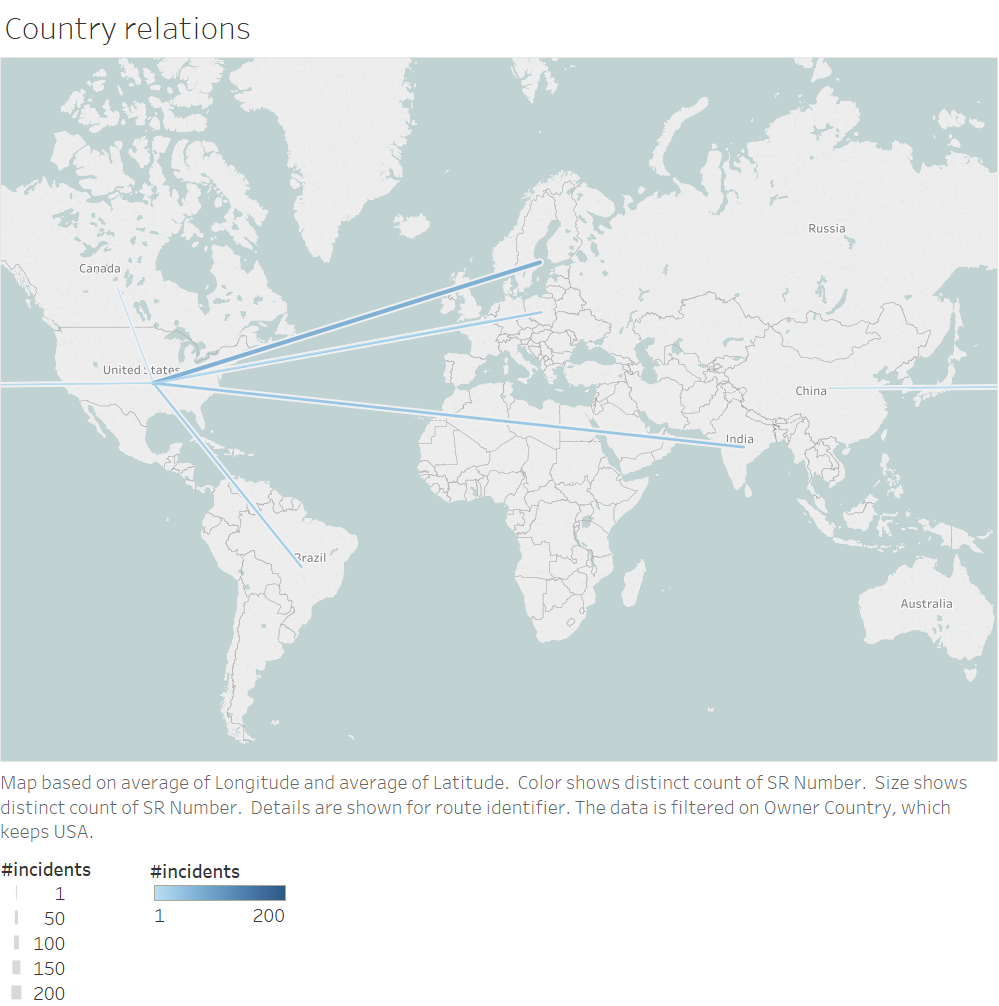 Country relations
Russia
Canada
United States
China
India
Brazil
Australia
Map based on average of Longitude and average of Latitude.  Color shows distinct count of SR Number.  Size shows
distinct count of SR Number.  Details are shown for route identifier. The data is filtered on Owner Country, which
keeps USA.
#incidents
1
50
100
150
200
#incidents
1 200